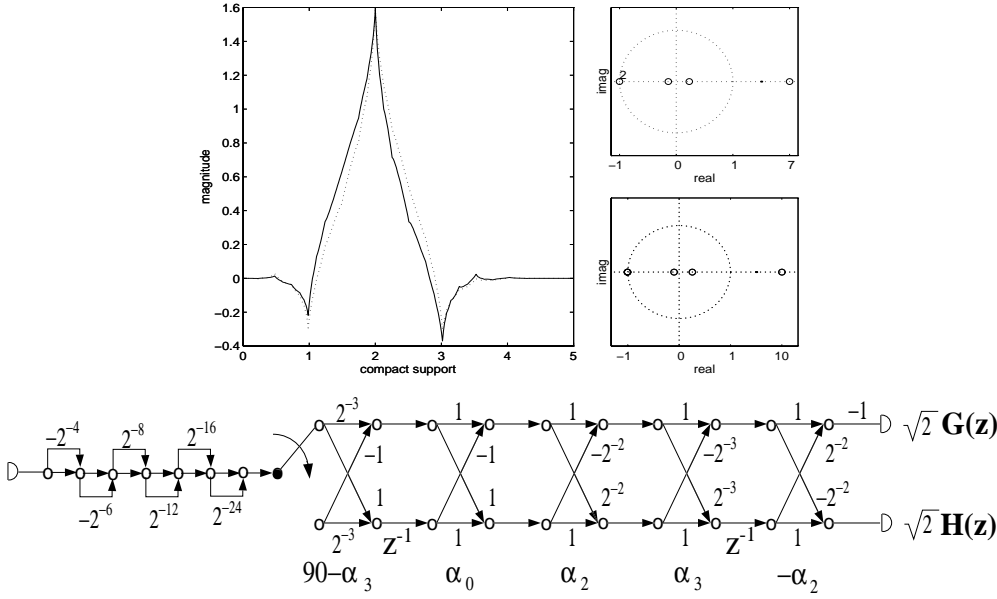 1.6
1.4
1.2
1
0.8
0.6
0.4
0.2
0
−0.2
−0.4
magnitude
0 1 2 3 4 5
compact support
2
imag
−1 0 1 7
real
imag
−1 0 1 10
real
−2⁻⁴ 2⁻⁸ 2⁻¹⁶
−2⁻⁶ 2⁻¹² 2⁻²⁴
2⁻³ 1 1 1 1 −1
√2 G(z)
−1 −1 −2⁻² −2⁻³ 2⁻²
1 1 2⁻² 2⁻³ −2⁻²
√2 H(z)
2⁻³ z⁻¹ 1 1 1 z⁻¹ 1
90−α₃ α₀ α₂ α₃ −α₂